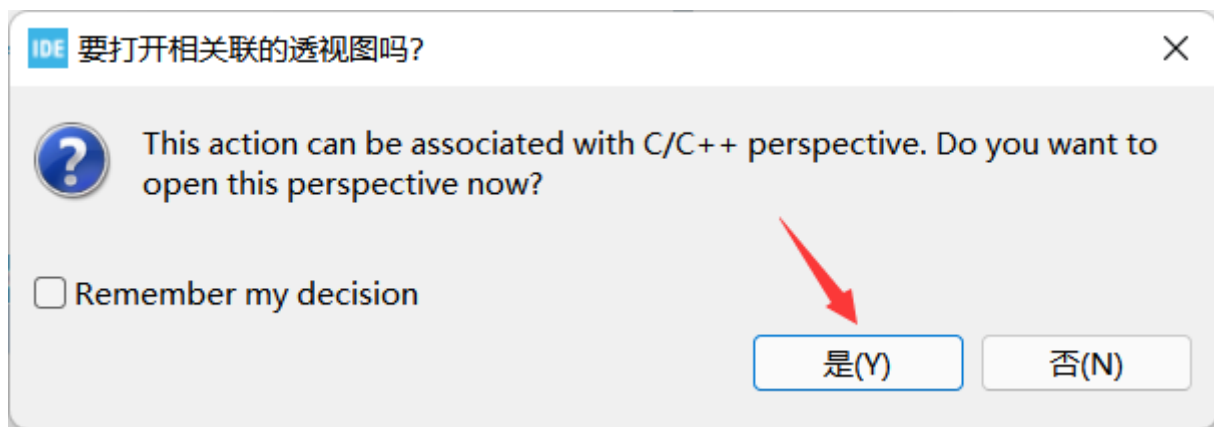 IDE 要打开相关联的透视图吗?
This action can be associated with C/C++ perspective. Do you want to
open this perspective now?
Remember my decision
是(Y) 否(N)